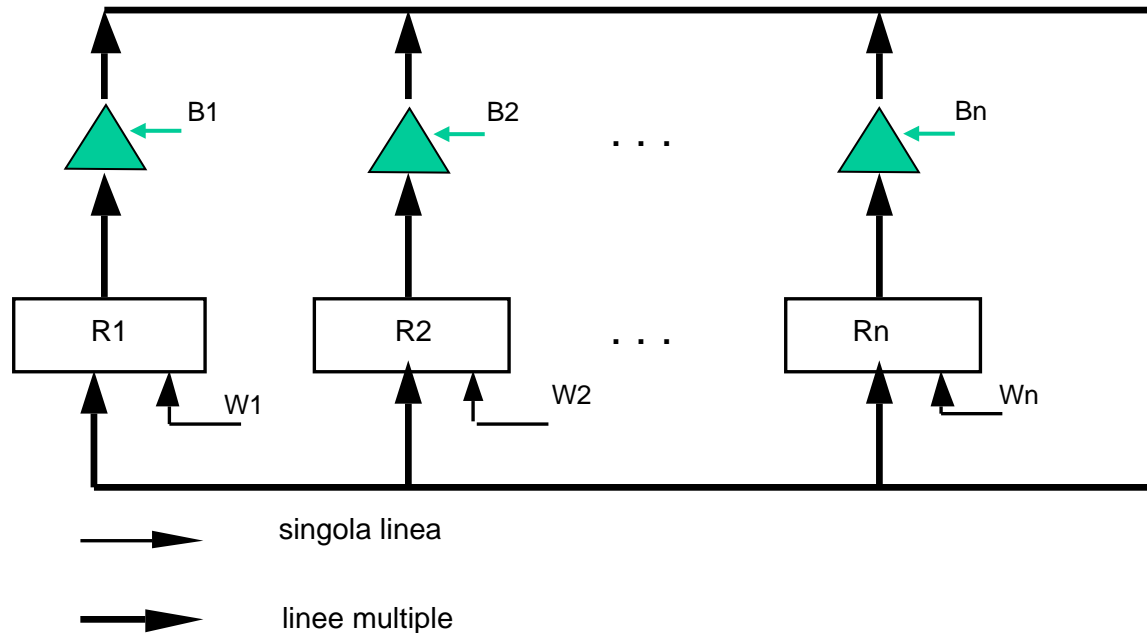 B1
B2
. . .
Bn
R1
R2
. . .
Rn
W1
W2
Wn
singola linea
linee multiple